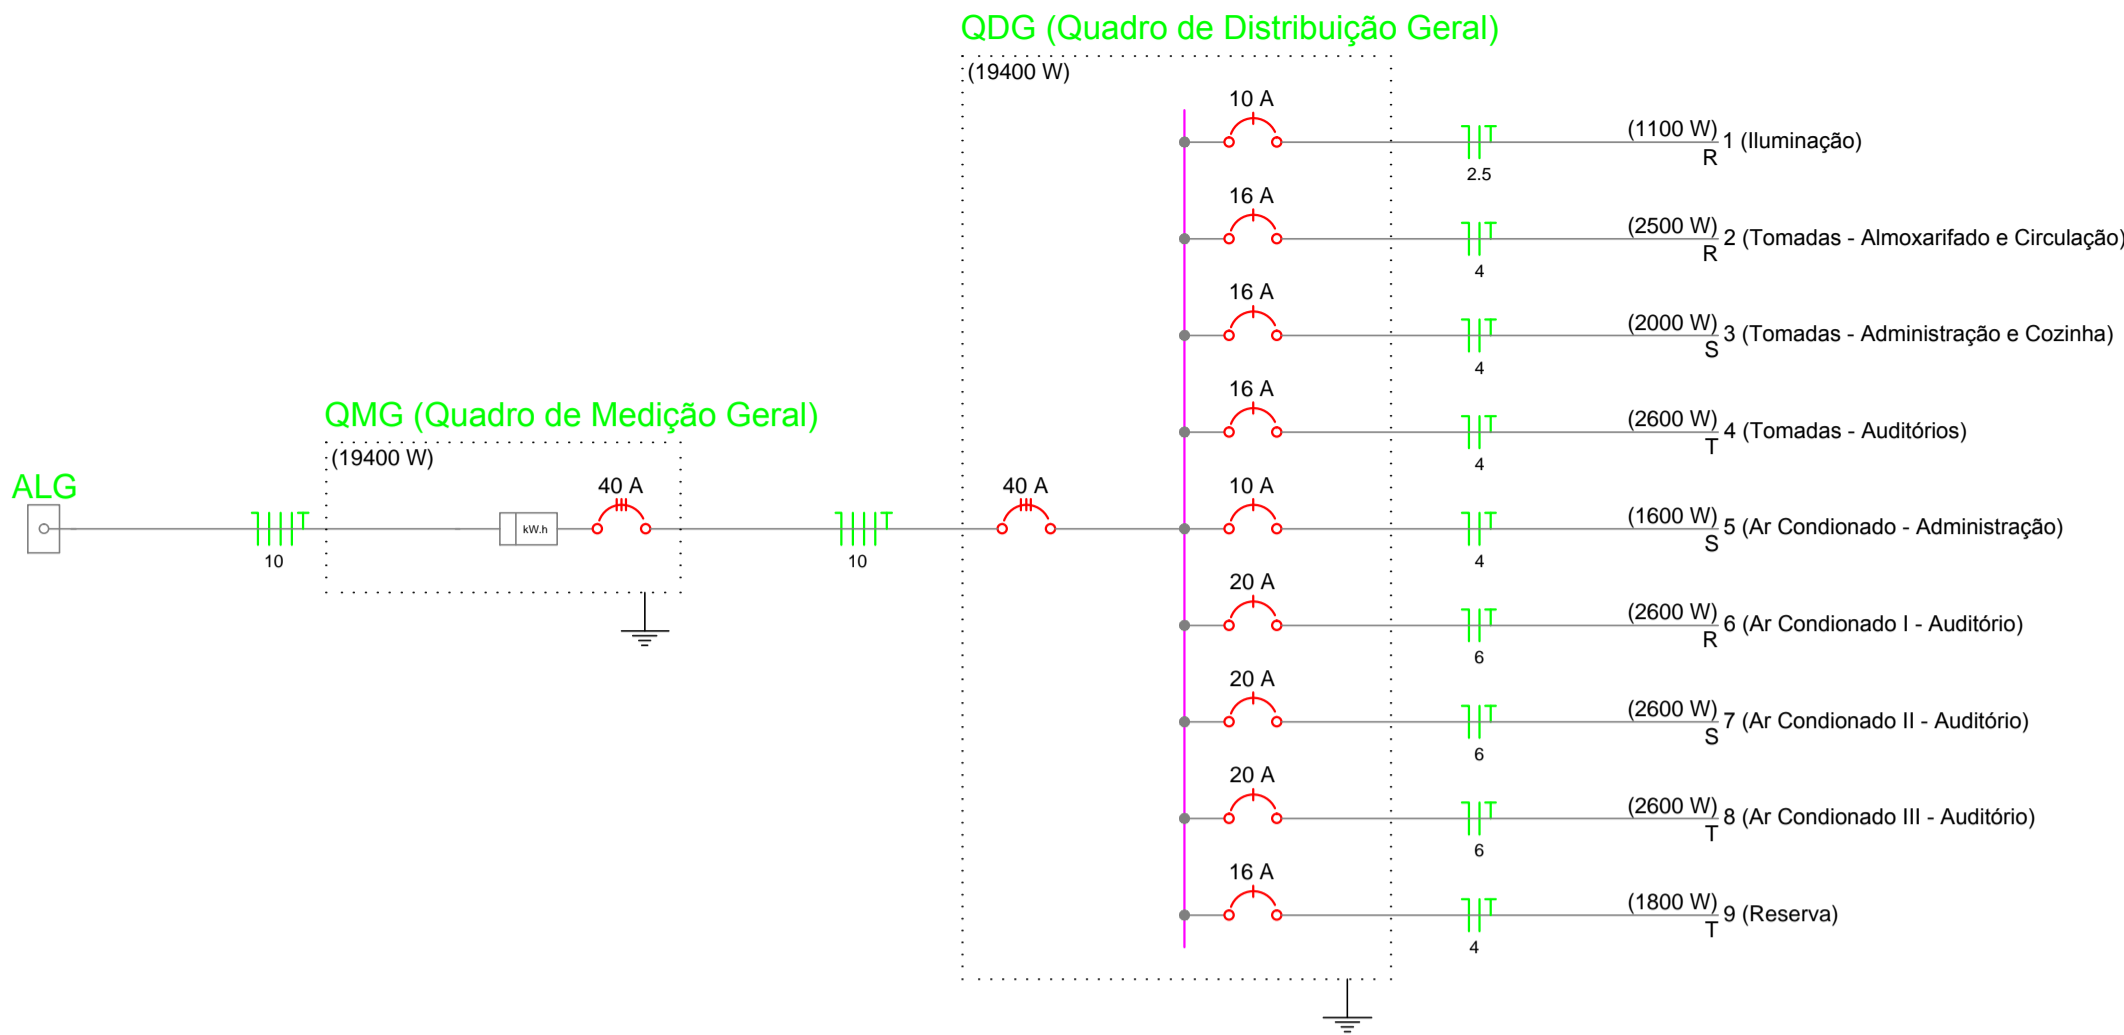 QDG (Quadro de Distribuição Geral)
(19400 W)
10 A
(1100 W)
1 (Iluminação)
R
2.5
16 A
(2500 W)
2 (Tomadas - Almoxarifado e Circulação)
R
4
16 A
(2000 W)
3 (Tomadas - Administração e Cozinha)
S
4
16 A
(2600 W)
4 (Tomadas - Auditórios)
T
4
QMG (Quadro de Medição Geral)
(19400 W)
ALG
10
kW.h
40 A
10
40 A
10 A
(1600 W)
5 (Ar Condionado - Administração)
S
4
20 A
(2600 W)
6 (Ar Condionado I - Auditório)
R
6
20 A
(2600 W)
7 (Ar Condionado II - Auditório)
S
6
20 A
(2600 W)
8 (Ar Condionado III - Auditório)
T
6
16 A
(1800 W)
9 (Reserva)
T
4